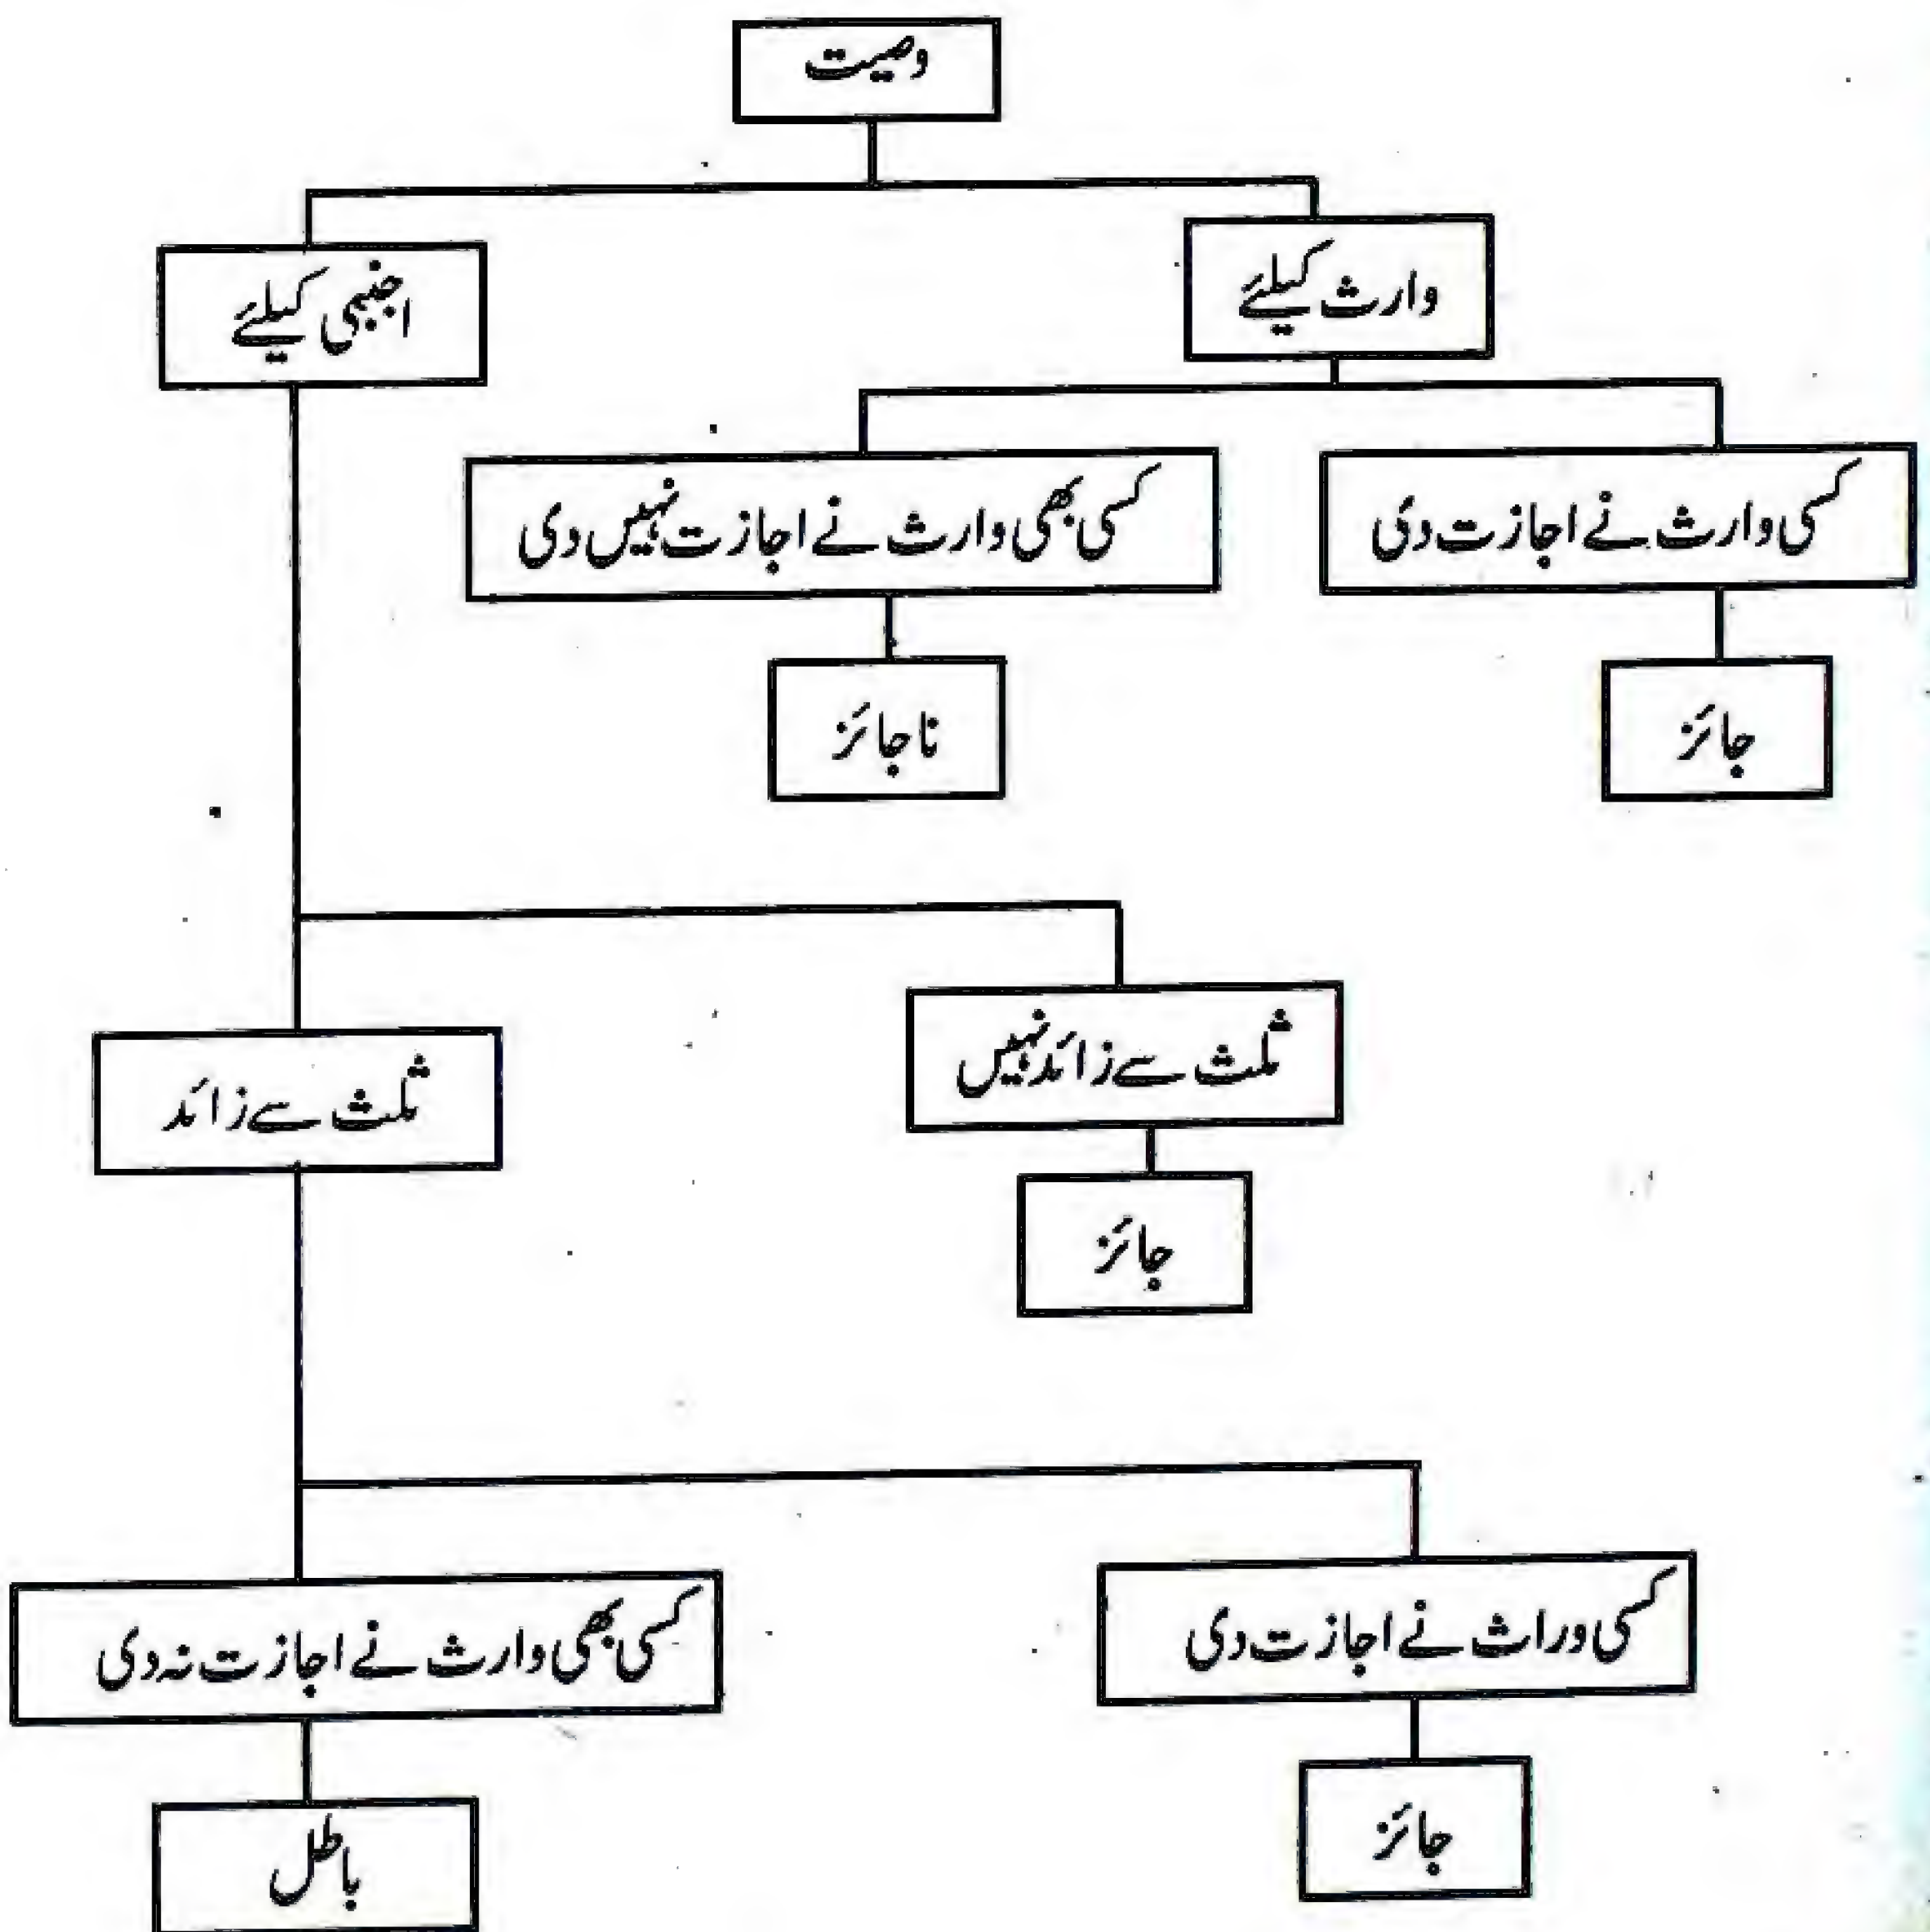 وصیت
وارث کیلئے
اجنبی کیلئے
کسی وارث نے اجازت دی
کسی بھی وارث نے اجازت نہیں دی
جائز
ناجائز
ثلث سے زائد نہیں
ثلث سے زائد
جائز
کسی وراث نے اجازت دی
کسی بھی وارث نے اجازت نہ دی
جائز
باطل